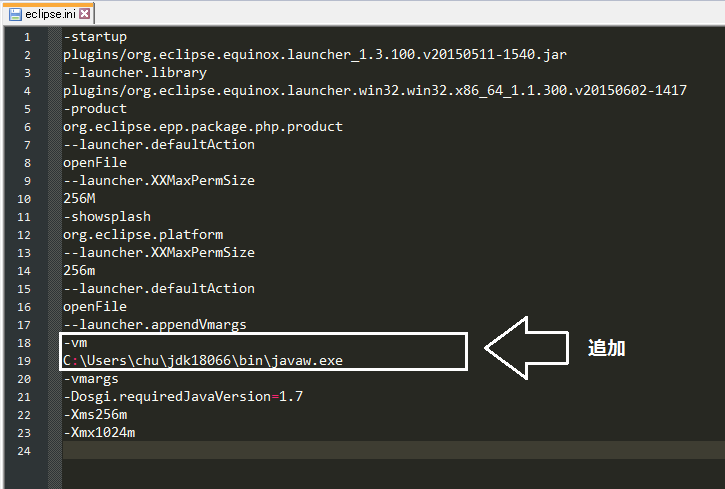 eclipse.ini
1 -startup
2 plugins/org.eclipse.equinox.launcher_1.3.100.v20150511-1540.jar
3 --launcher.library
4 plugins/org.eclipse.equinox.launcher.win32.win32.x86_64_1.1.300.v20150602-1417
5 -product
6 org.eclipse.epp.package.php.product
7 --launcher.defaultAction
8 openFile
9 --launcher.XXMaxPermSize
10 256M
11 -showsplash
12 org.eclipse.platform
13 --launcher.XXMaxPermSize
14 256m
15 --launcher.defaultAction
16 openFile
17 --launcher.appendVmargs
18 -vm
19 C:\Users\chu\jdk18066\bin\javaw.exe
追加
20 -vmargs
21 -Dosgi.requiredJavaVersion=1.7
22 -Xms256m
23 -Xmx1024m
24